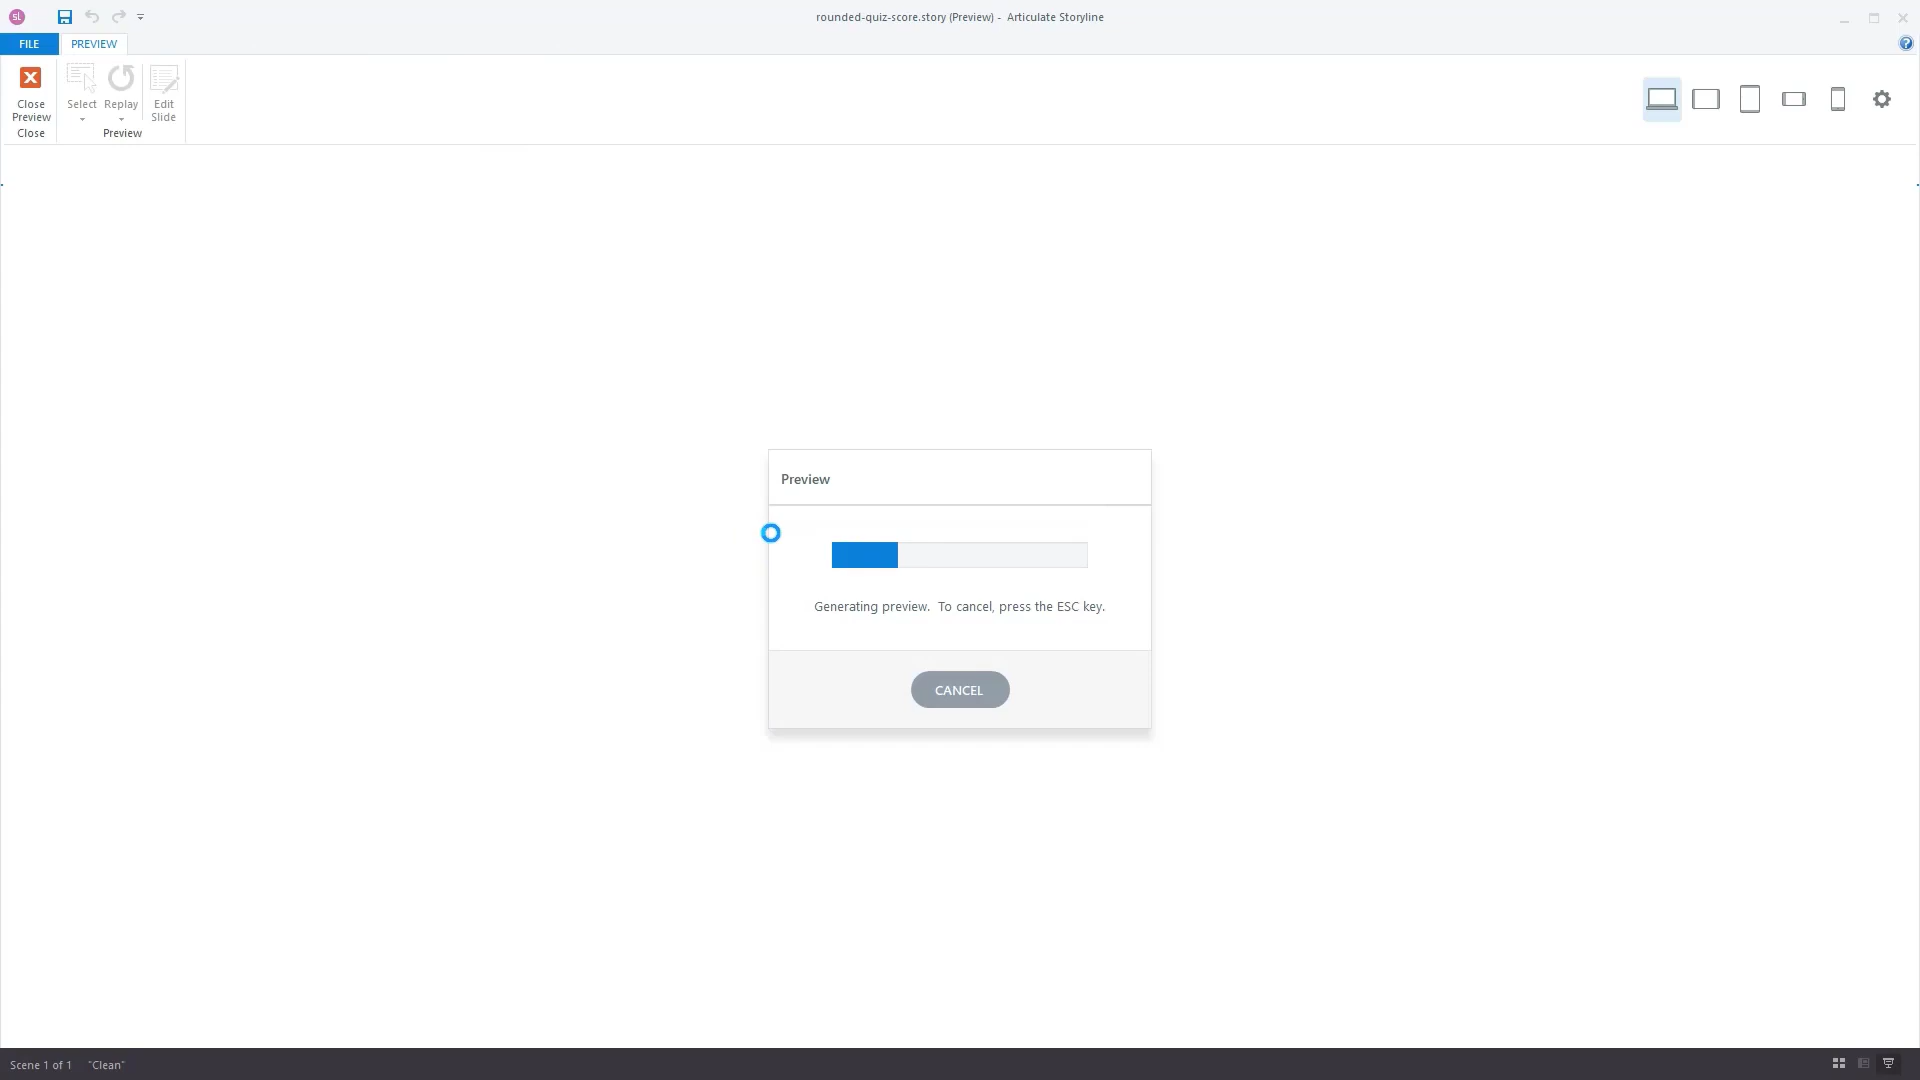 sl
rounded-quiz-score.story (Preview) - Articulate Storyline
FILE
PREVIEW
?
Close
Preview
Select
Replay
Edit
Slide
Close
Preview
Preview
Generating preview. To cancel, press the ESC key.
CANCEL
Scene 1 of 1 "Clean"